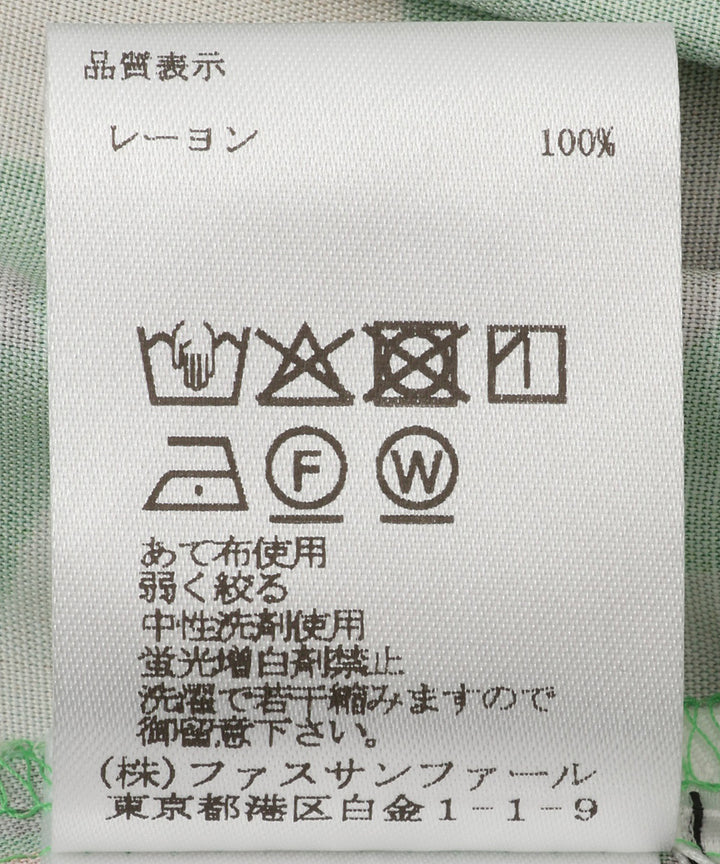 品質表示
レーヨン 100%
F W
あて布使用
弱く絞る
中性洗剤使用
蛍光増白剤禁止
洗濯で若干縮みますので
御留意下さい。
(株)ファスサンファール
東京都港区白金1-1-9